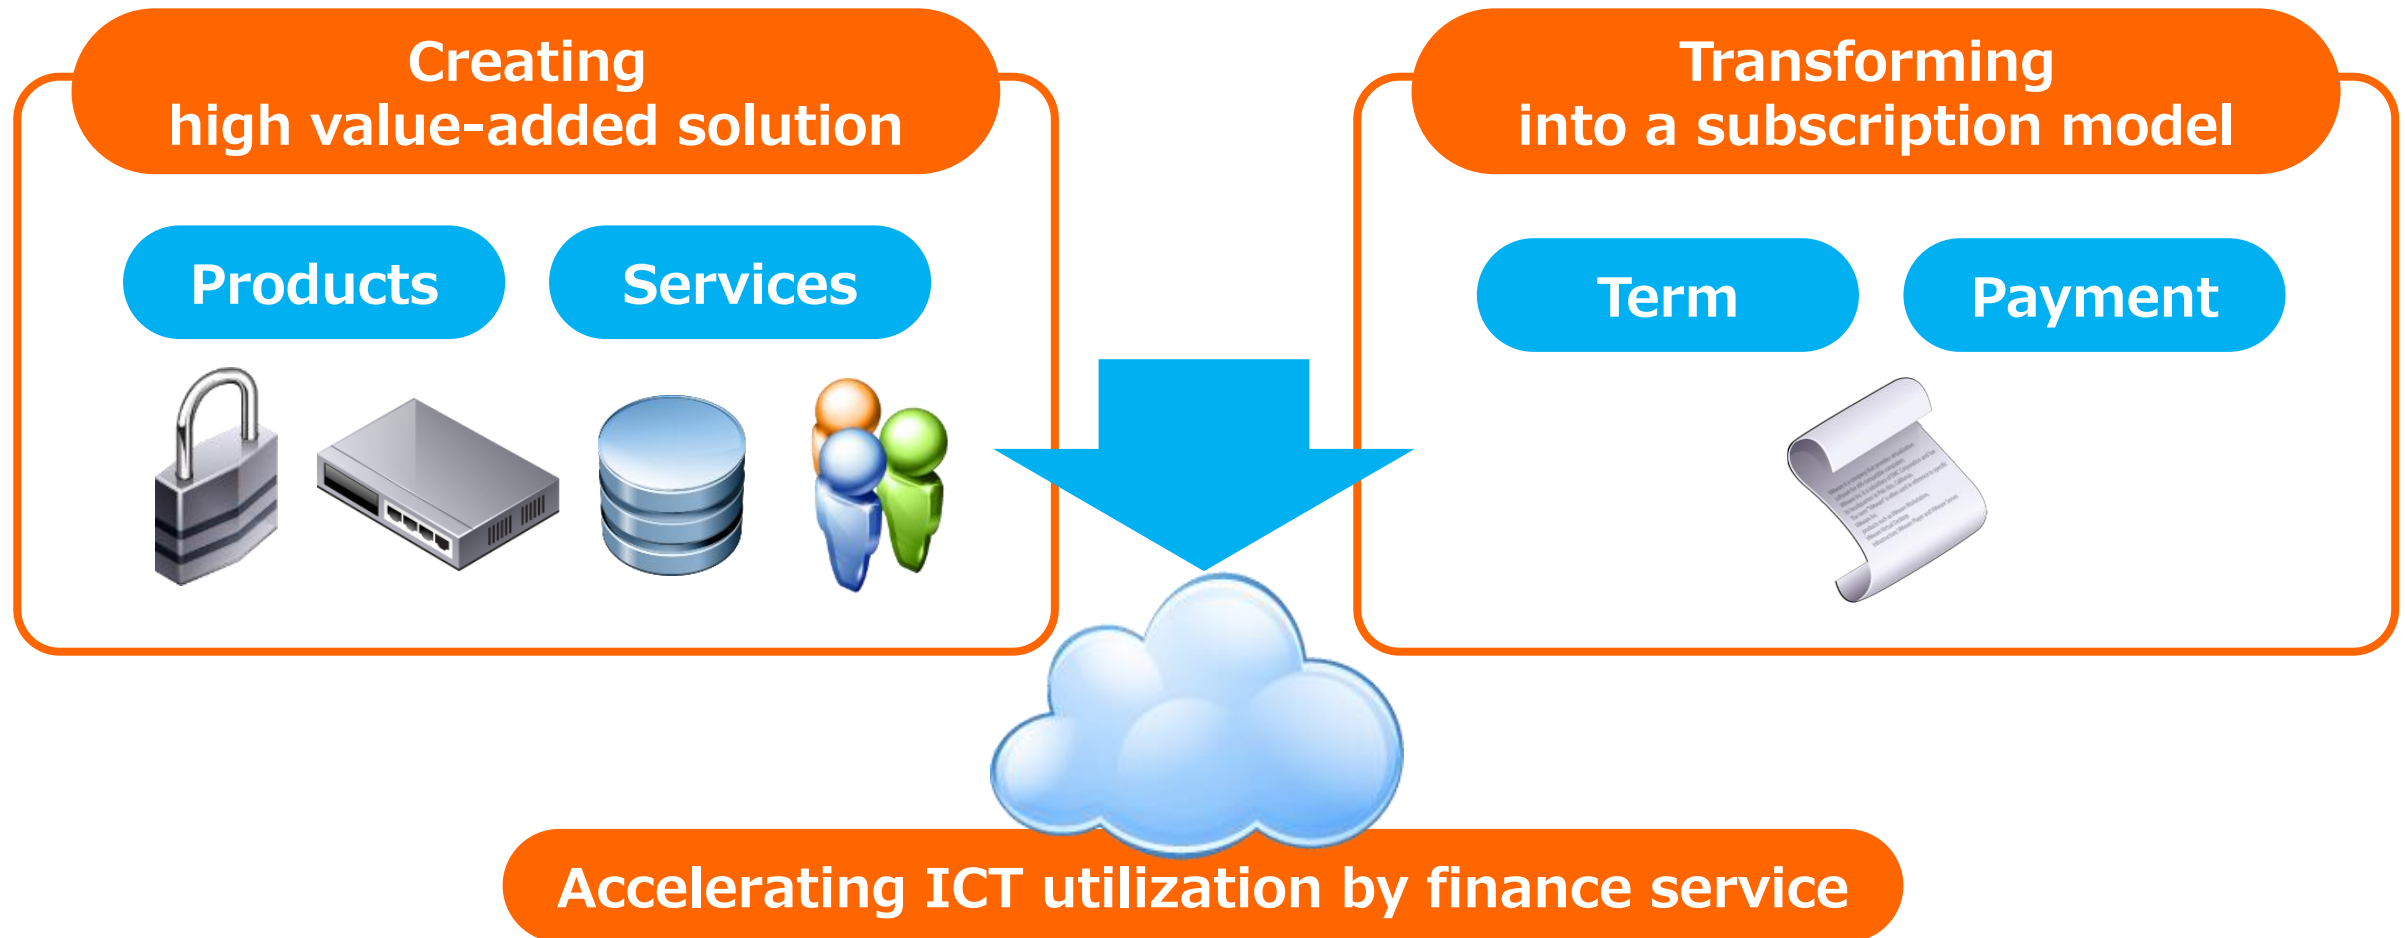 Creating
high value-added solution
Products
Services
Transforming
into a subscription model
Term
Payment
Accelerating ICT utilization by finance service